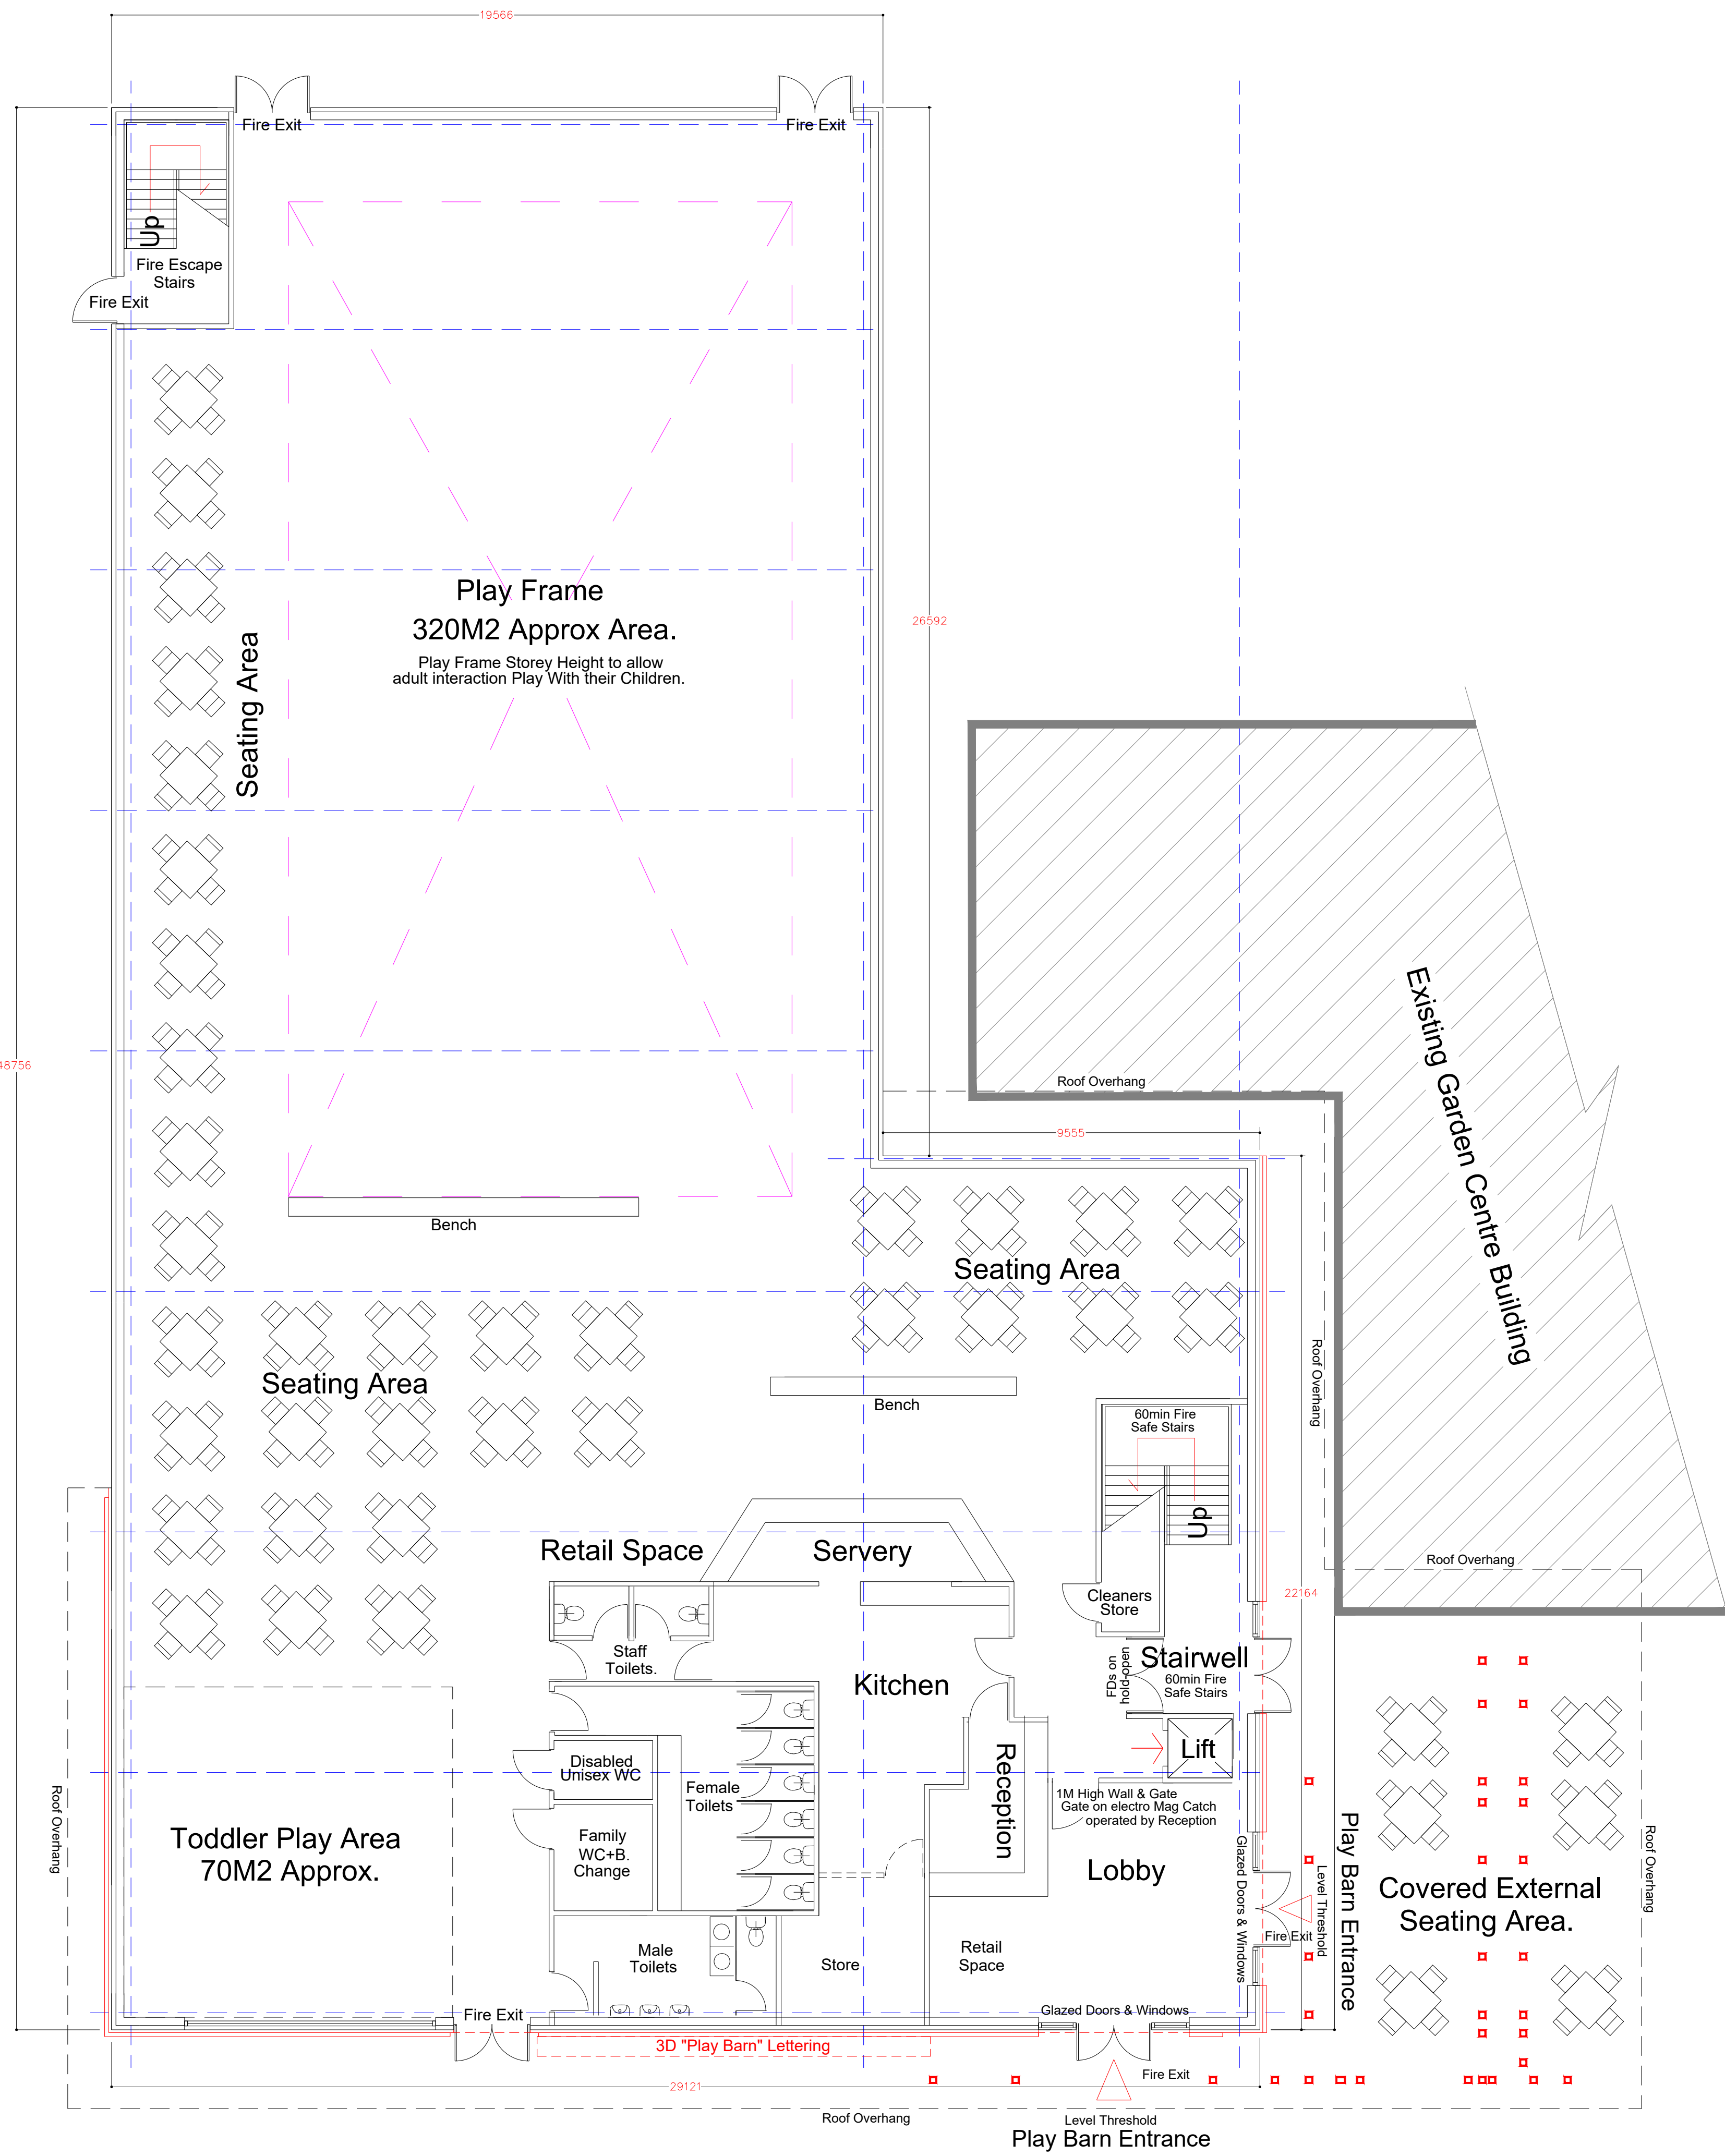 19566
Fire Exit
Fire Exit
Up
Fire Escape
Stairs
Fire Exit
Play Frame
320M2 Approx Area.
Play Frame Storey Height to allow
adult interaction Play With their Children.
Seating Area
26592
48756
Existing Garden Centre Building
Roof Overhang
9555
Bench
Seating Area
Seating Area
Bench
Roof Overhang
60min Fire
Safe Stairs
Up
Retail Space
Servery
Roof Overhang
22164
Cleaners
Store
Staff
Toilets.
Kitchen
FDs on
hold-open
Stairwell
60min Fire
Safe Stairs
Lift
Reception
Disabled
Unisex WC
Female
Toilets
1M High Wall & Gate
Gate on electro Mag Catch
operated by Reception
Roof Overhang
Toddler Play Area
70M2 Approx.
Family
WC+B.
Change
Lobby
Glazed Doors & Windows
Level Threshold
Fire Exit
Play Barn Entrance
Covered External
Seating Area.
Roof Overhang
Male
Toilets
Store
Retail
Space
Glazed Doors & Windows
Fire Exit
3D "Play Barn" Lettering
Fire Exit
29121
Roof Overhang
Level Threshold
Play Barn Entrance